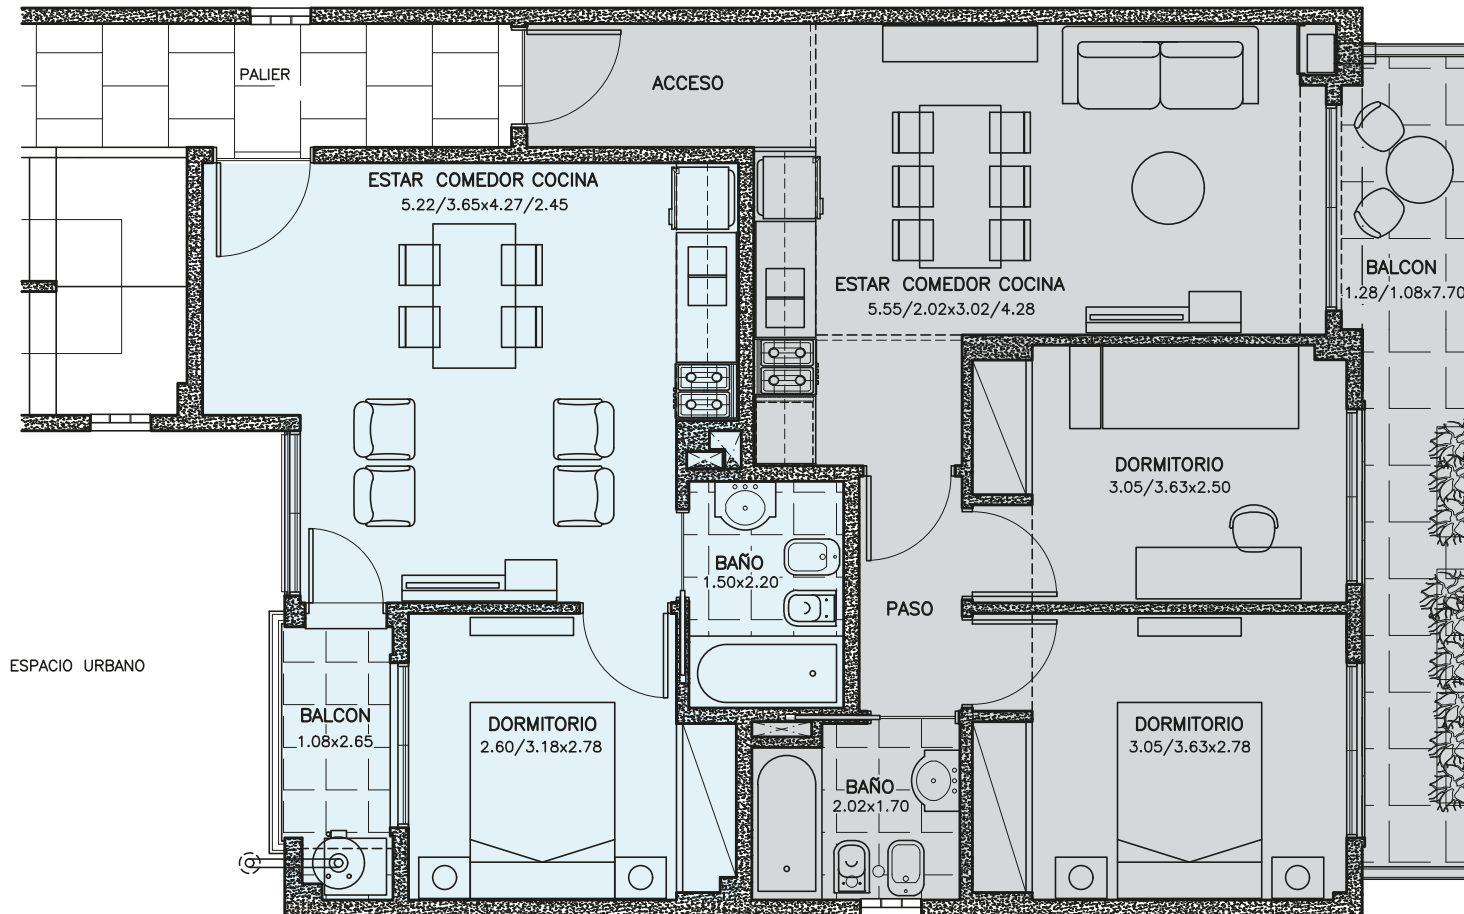 PALIER
ACCESO
ESTAR COMEDOR COCINA
5.22/3.65x4.27/2.45
ESTAR COMEDOR COCINA
5.55/2.02x3.02/4.28
BALCON
1.28/1.08x7.70
DORMITORIO
3.05/3.63x2.50
BAÑO
1.50x2.20
PASO
ESPACIO URBANO
BALCON
1.08x2.65
DORMITORIO
2.60/3.18x2.78
DORMITORIO
3.05/3.63x2.78
BAÑO
2.02x1.70